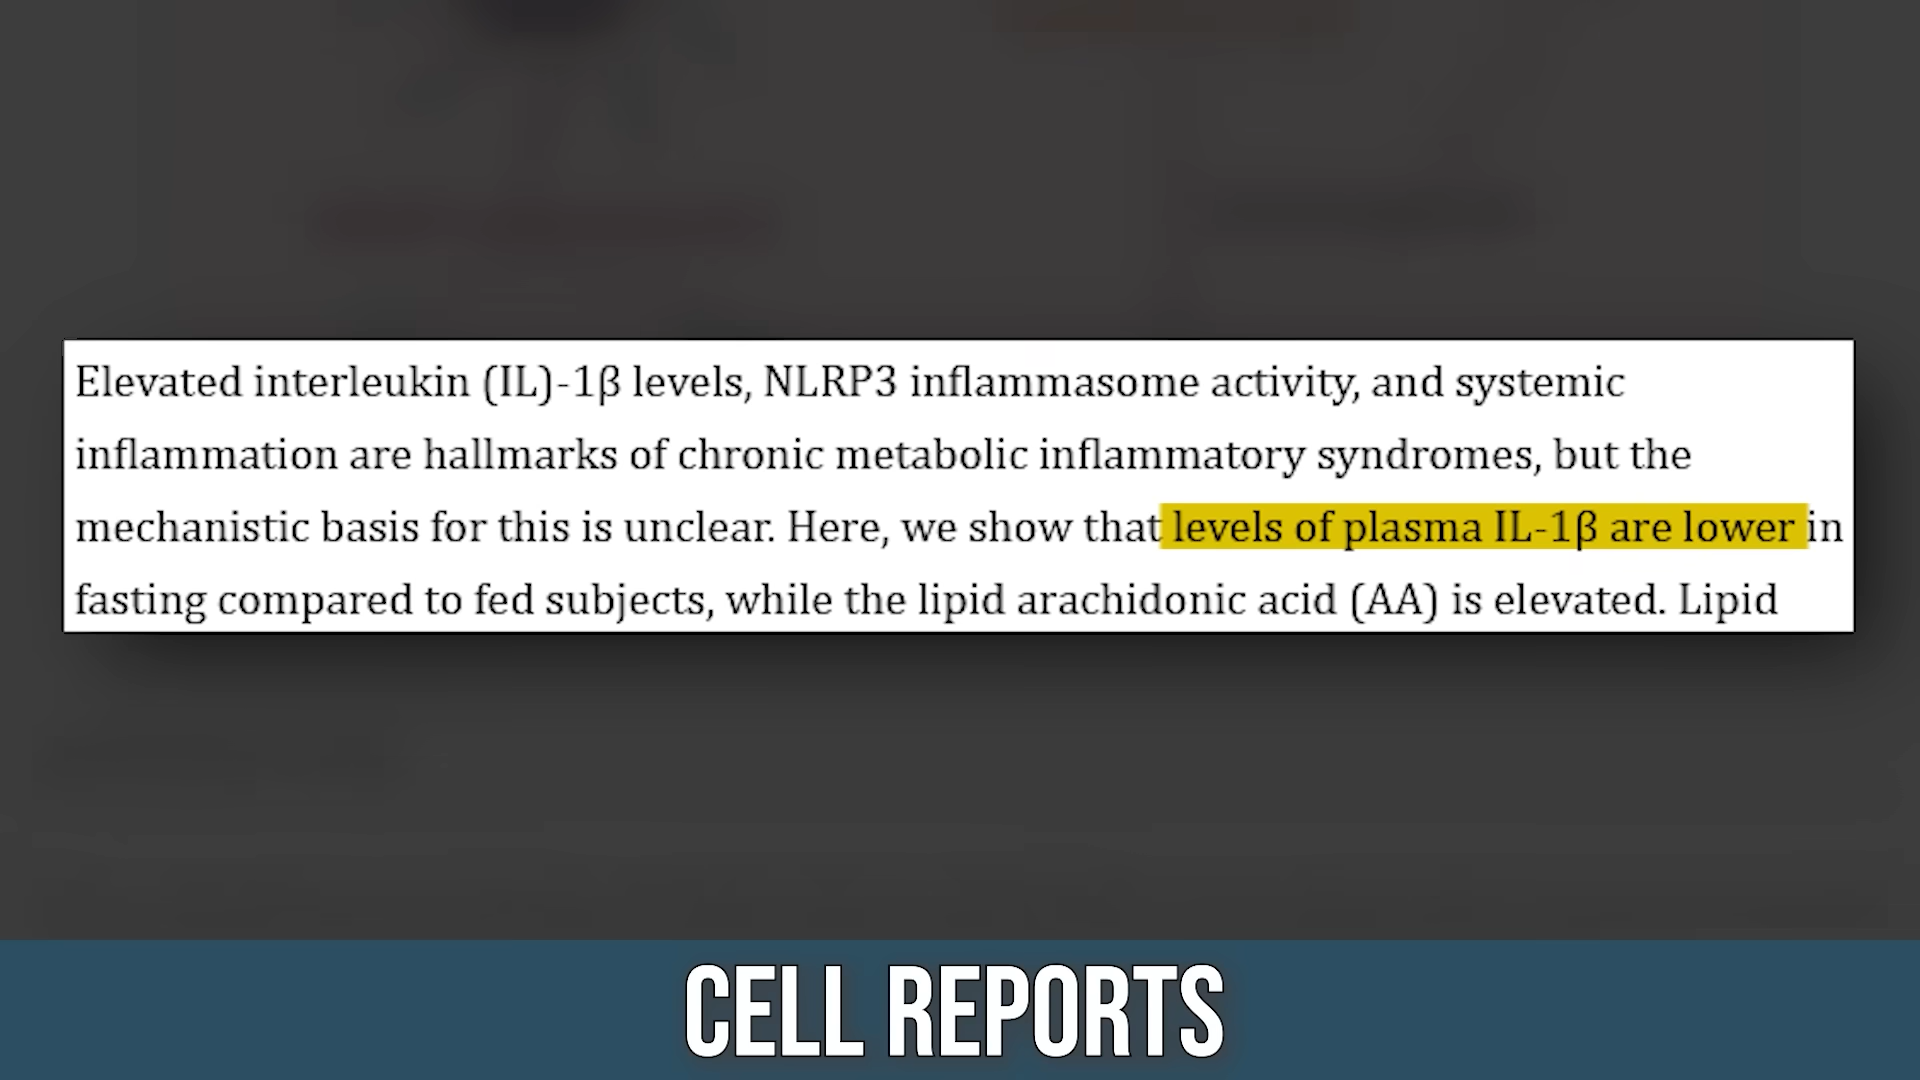 Elevated interleukin (IL)-1β levels, NLRP3 inflammasome activity, and systemic
inflammation are hallmarks of chronic metabolic inflammatory syndromes, but the
mechanistic basis for this is unclear. Here, we show that levels of plasma IL-1β are lower in
fasting compared to fed subjects, while the lipid arachidonic acid (AA) is elevated. Lipid
CELL REPORTS